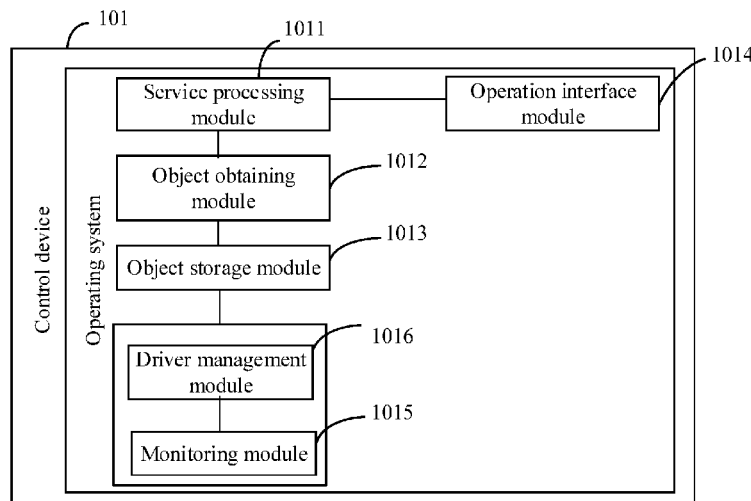 101
1011
1014
Service processing
module
Operation interface
module
Object obtaining
module
1012
1013
Object storage module
Control device
Operating system
1016
Driver management
module
1015
Monitoring module